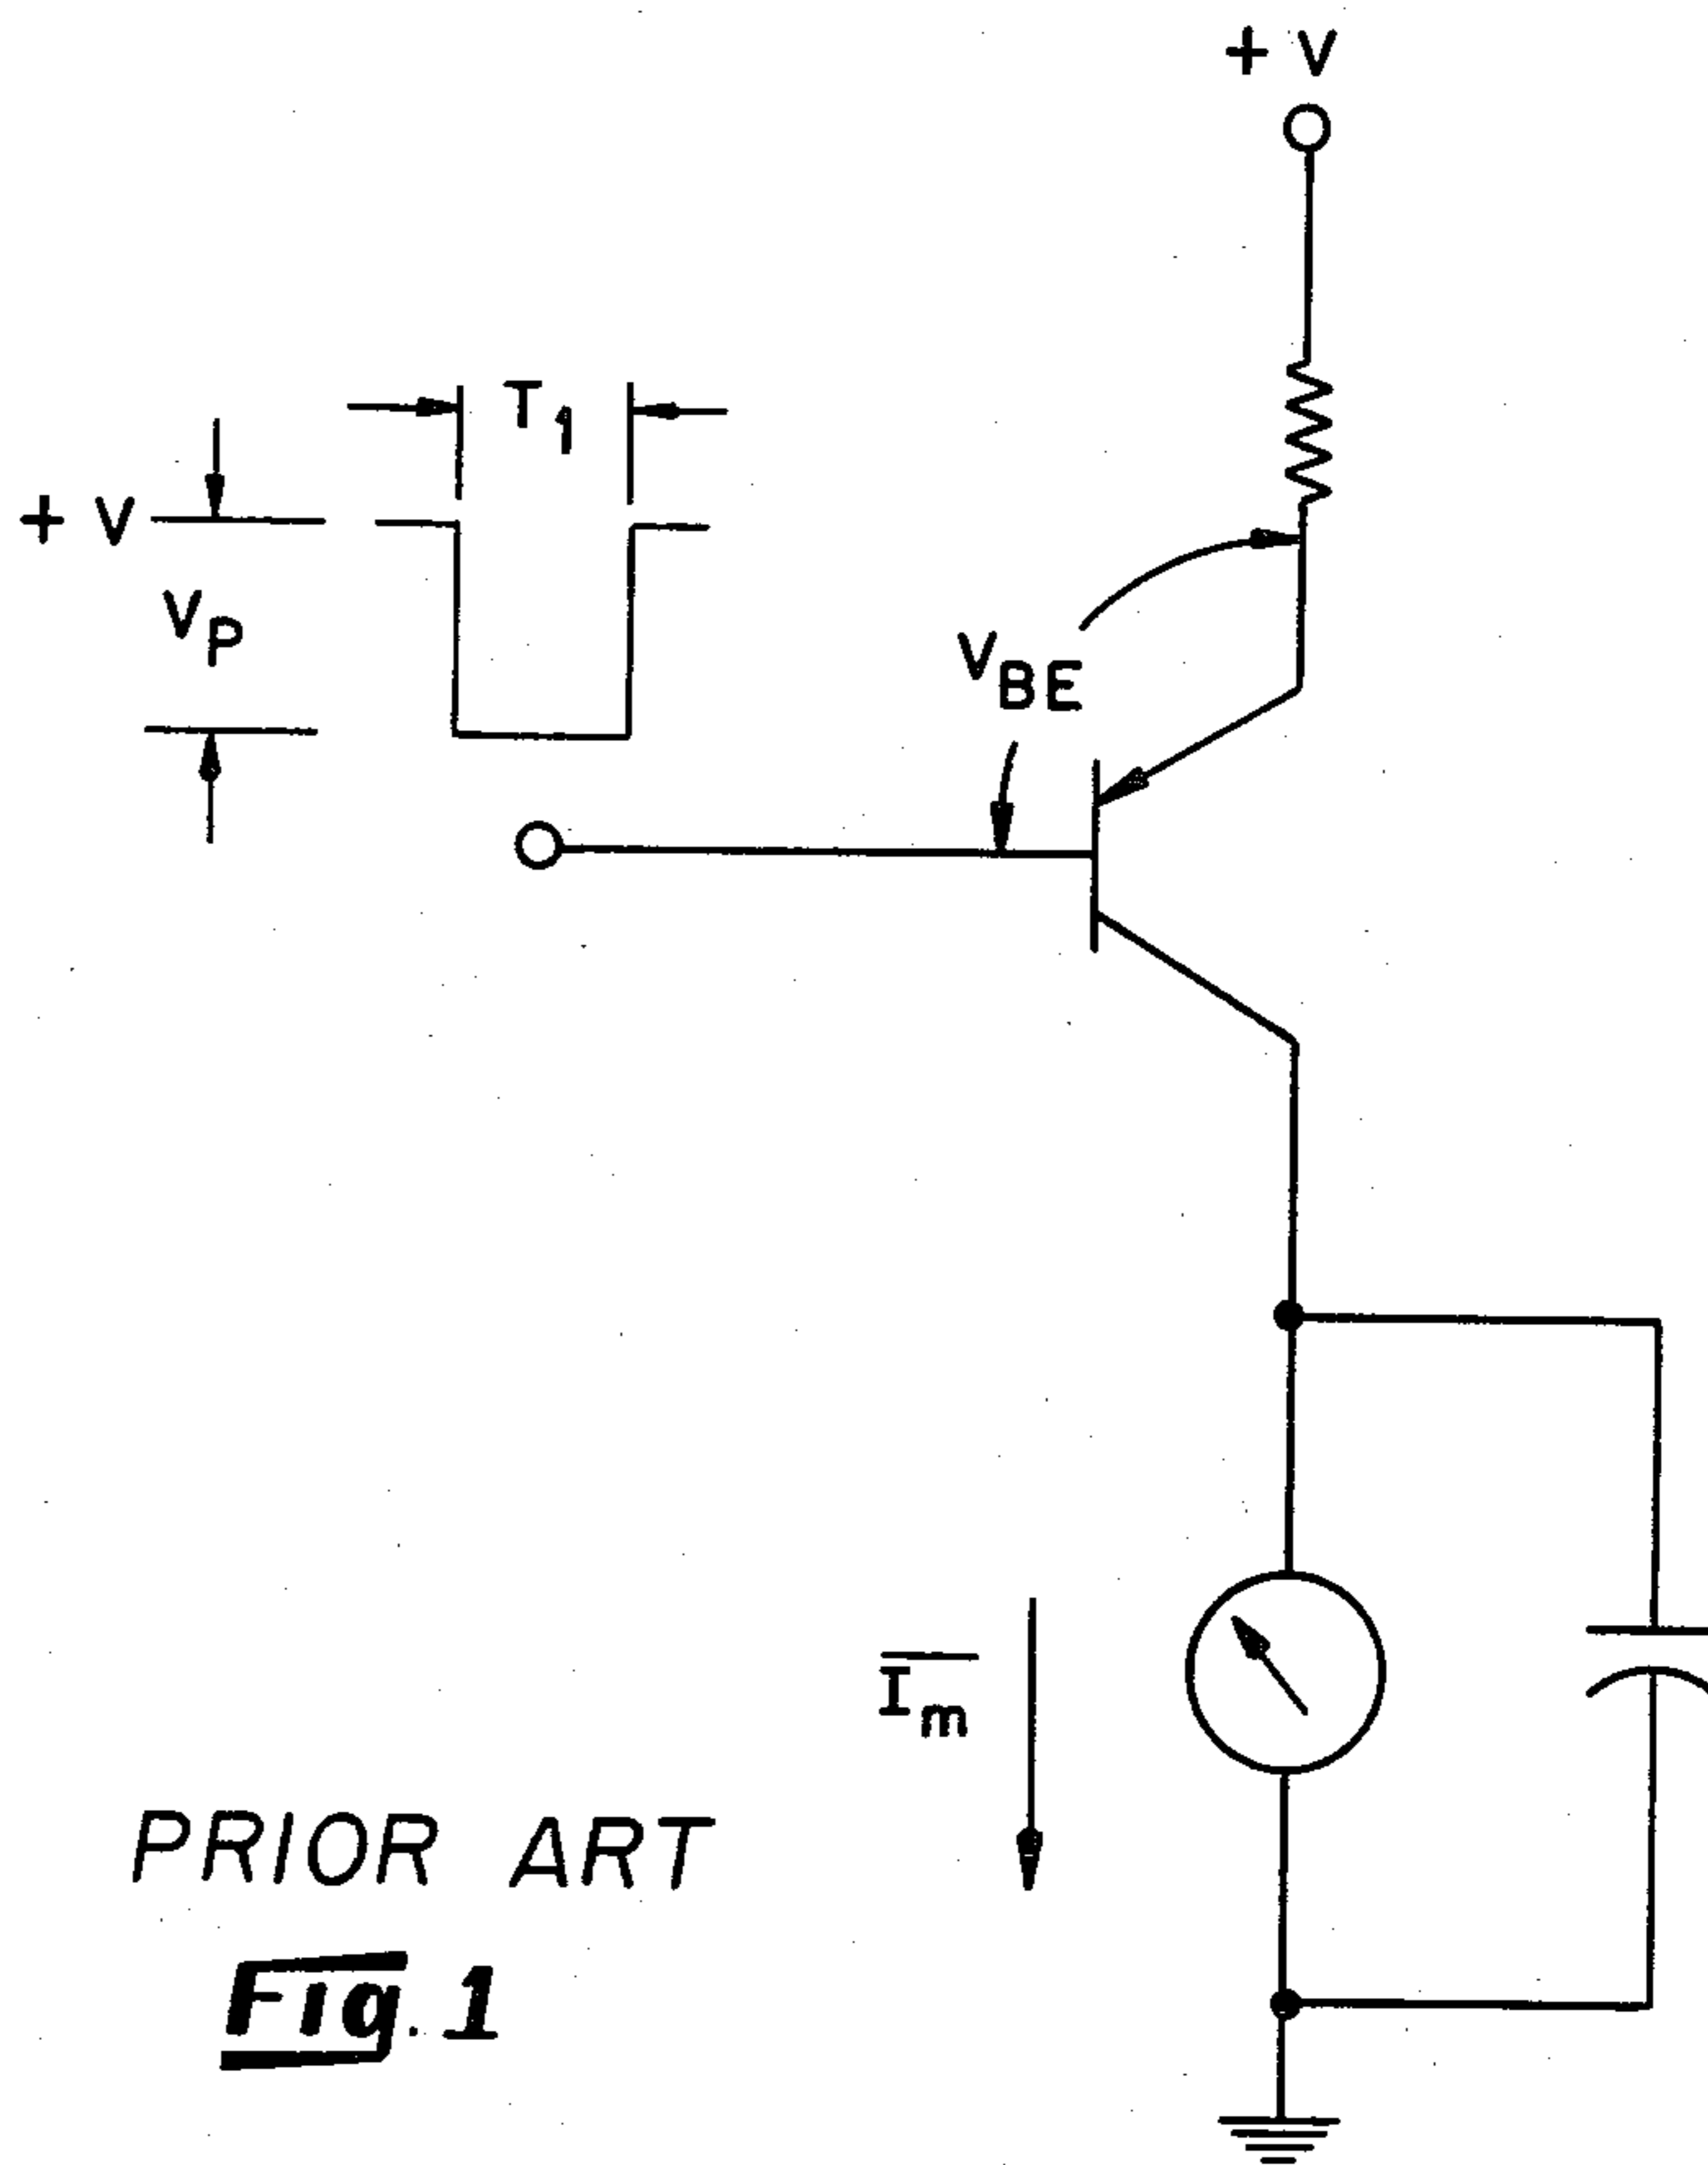 + V
T1
+ V
VP
VBE
Im
PRIOR ART
Fig. 1